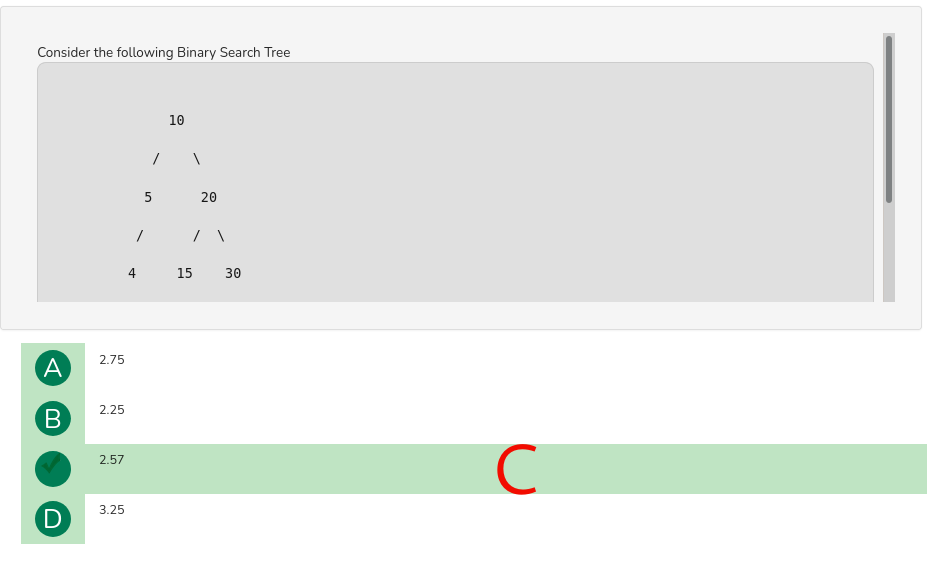 Consider the following Binary Search Tree
10
/ \
5 20
/ / \
4 15 30
A 2.75
B 2.25
2.57 C
D 3.25